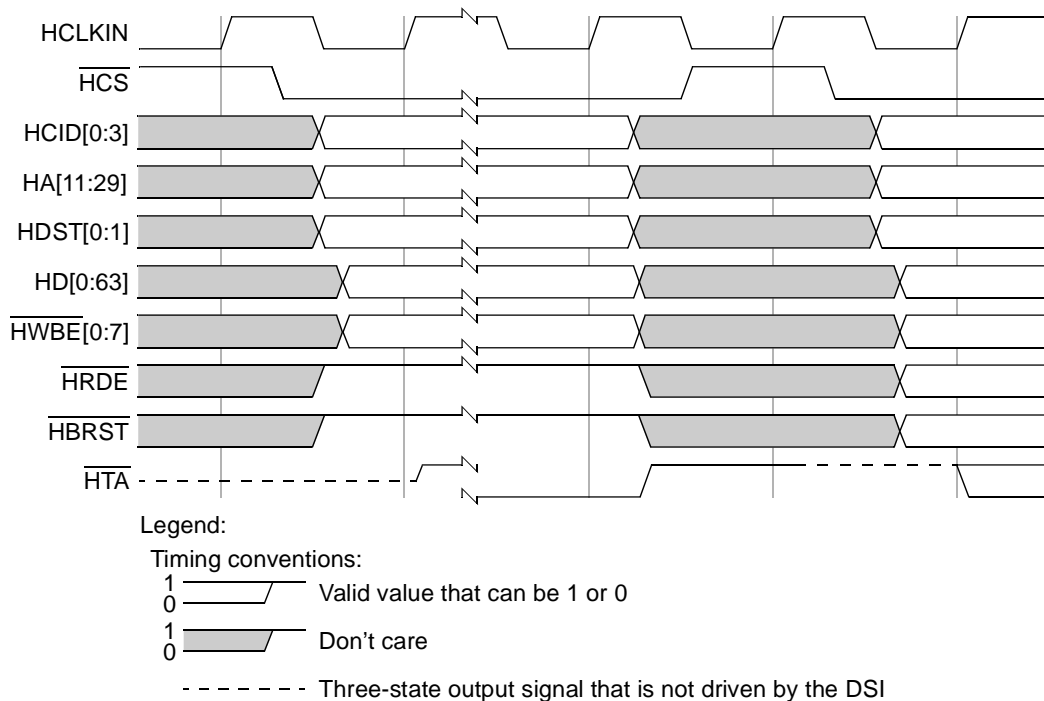 HCLKIN
HCS
HCID[0:3]
HA[11:29]
HDST[0:1]
HD[0:63]
HWBE[0:7]
HRDE
HBRST
HTA
Legend:
Timing conventions:
1
0
Valid value that can be 1 or 0
1
0
Don't care
Three-state output signal that is not driven by the DSI